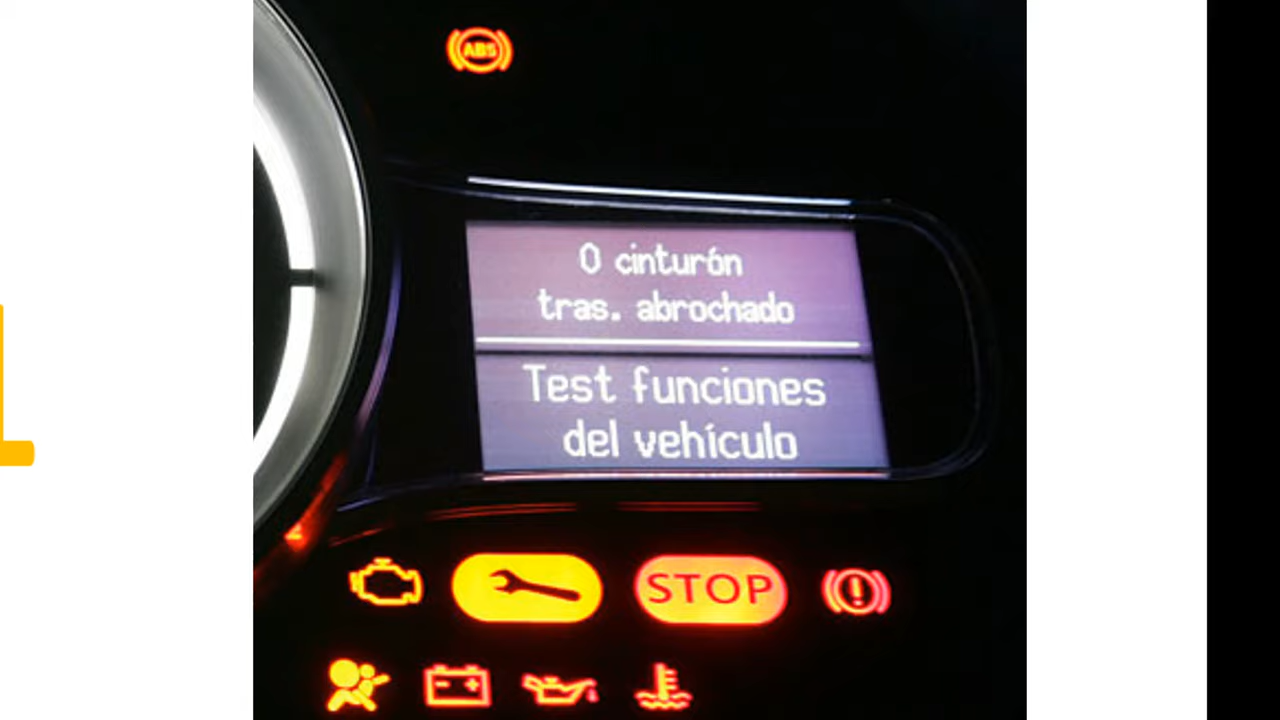 ABS
0 cinturón
tras. abrochado
Test funciones
del vehículo
STOP